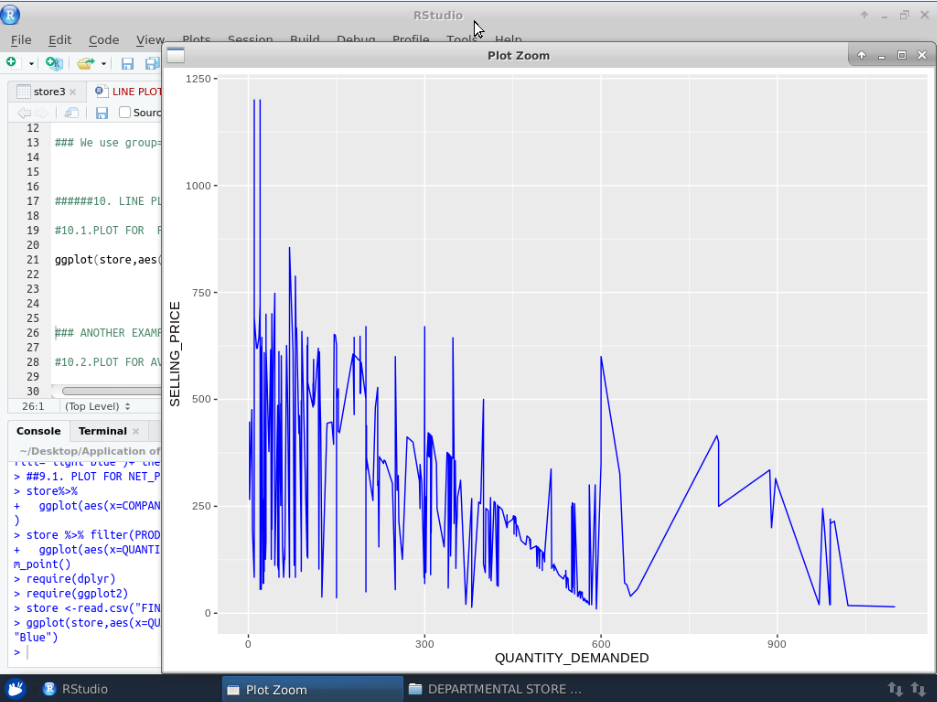 RStudio
File Edit Code View Plots Session Build Debug Profile Tools Help
Plot Zoom
store3 LINE PLOT
Sourc
12
13 ### We use group=
14
15
16
17 ######10. LINE PL
18
19 #10.1.PLOT FOR
20
21 ggplot(store,aes(
22
23
24
25
26 ### ANOTHER EXAMP
27
28 #10.2.PLOT FOR AV
29
30
26:1 (Top Level)
Console Terminal
~/Desktop/Application of
> ##9.1. PLOT FOR NET_P
> store%>%
+ ggplot(aes(x=COMPAN
)
> store %>% filter(PROD
+ ggplot(aes(x=QUANTI
m_point()
> require(dplyr)
> require(ggplot2)
> store <-read.csv("FIN
> ggplot(store,aes(x=QU
"Blue")
>
1250
1000
750
500
250
0
SELLING_PRICE
0 300 600 900
QUANTITY_DEMANDED
RStudio Plot Zoom DEPARTMENTAL STORE ...